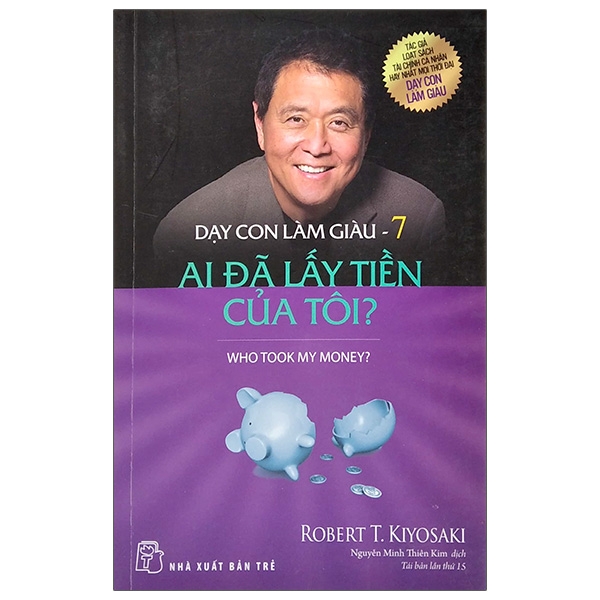 TÁC GIẢ
LOẠT SÁCH
TÀI CHÍNH CÁ NHÂN
HAY NHẤT MỌI THỜI ĐẠI
DẠY CON
LÀM GIÀU
DẠY CON LÀM GIÀU - 7
AI ĐÃ LẤY TIỀN
CỦA TÔI?
WHO TOOK MY MONEY?
ROBERT T. KIYOSAKI
Nguyễn Minh Thiên Kim dịch
Tái bản lần thứ 15
NHÀ XUẤT BẢN TRẺ